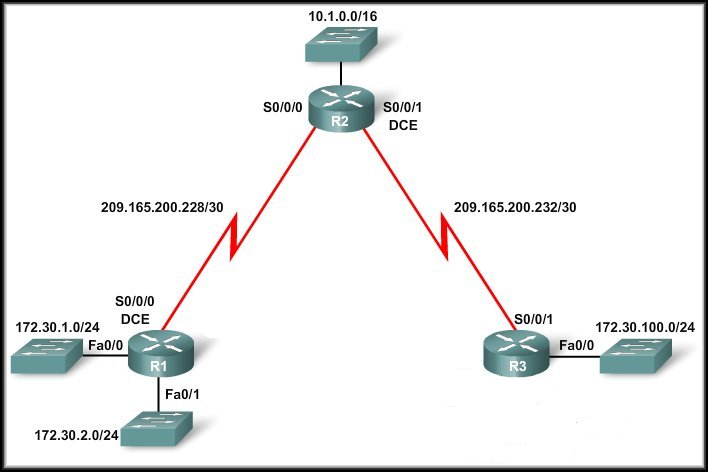 10.1.0.0/16
S0/0/0
S0/0/1
DCE
R2
209.165.200.228/30
209.165.200.232/30
S0/0/0
DCE
172.30.1.0/24
Fa0/0
R1
Fa0/1
172.30.2.0/24
S0/0/1
172.30.100.0/24
Fa0/0
R3